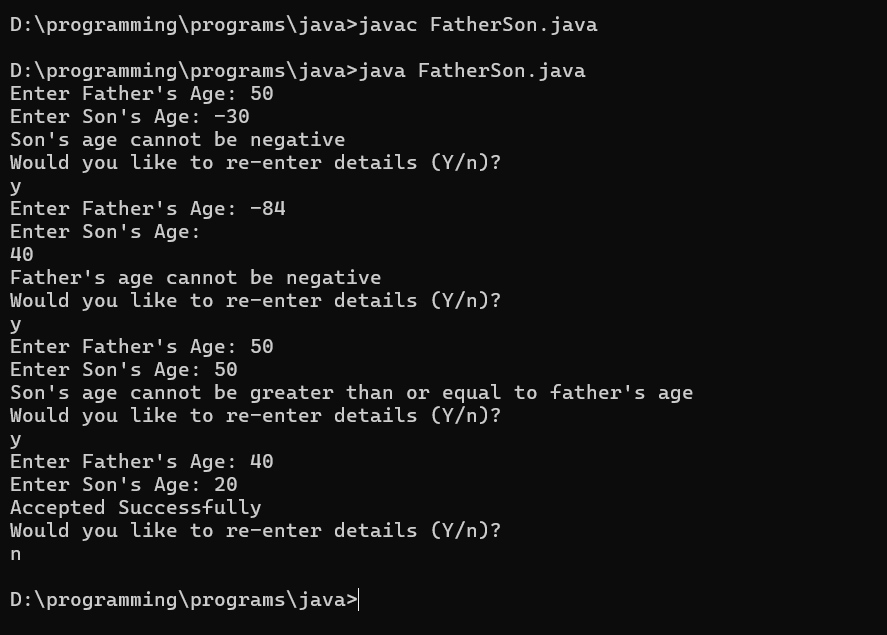 D:\programming\programs\java>javac FatherSon.java
D:\programming\programs\java>java FatherSon.java
Enter Father's Age: 50
Enter Son's Age: -30
Son's age cannot be negative
Would you like to re-enter details (Y/n)?
y
Enter Father's Age: -84
Enter Son's Age:
40
Father's age cannot be negative
Would you like to re-enter details (Y/n)?
y
Enter Father's Age: 50
Enter Son's Age: 50
Son's age cannot be greater than or equal to father's age
Would you like to re-enter details (Y/n)?
y
Enter Father's Age: 40
Enter Son's Age: 20
Accepted Successfully
Would you like to re-enter details (Y/n)?
n
D:\programming\programs\java>